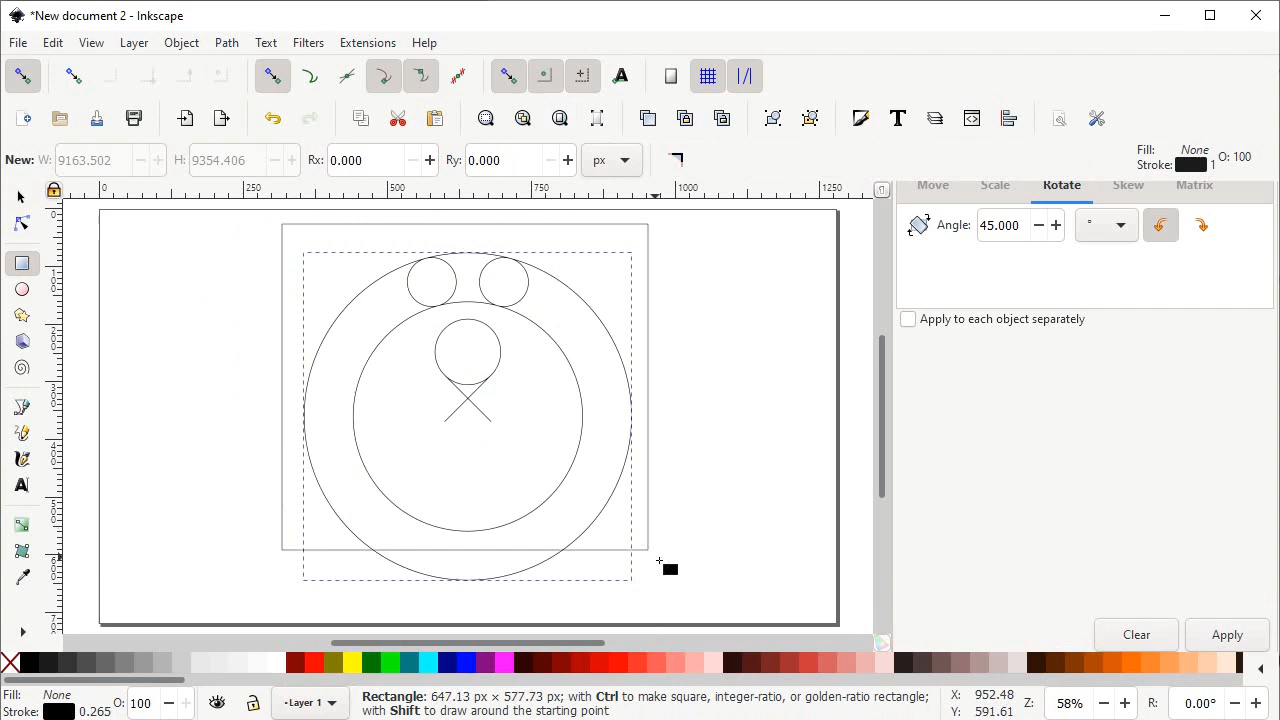 *New document 2 - Inkscape
File Edit View Layer Object Path Text Filters Extensions Help
New: W: 9163.502 H: 9354.406 Rx: 0.000 Ry: 0.000 px Fill: None O: 100
Stroke: 1
0 250 500 750 1000 1250
Move Scale Rotate Skew Matrix
Angle: 45.000 °
Apply to each object separately
Clear Apply
Fill: None O: 100 Layer 1 Rectangle: 647.13 px × 577.73 px; with Ctrl to make square, integer-ratio, or golden-ratio rectangle; X: 952.48 Z: 58% R: 0.00°
Stroke: 0.265 with Shift to draw around the starting point Y: 591.61